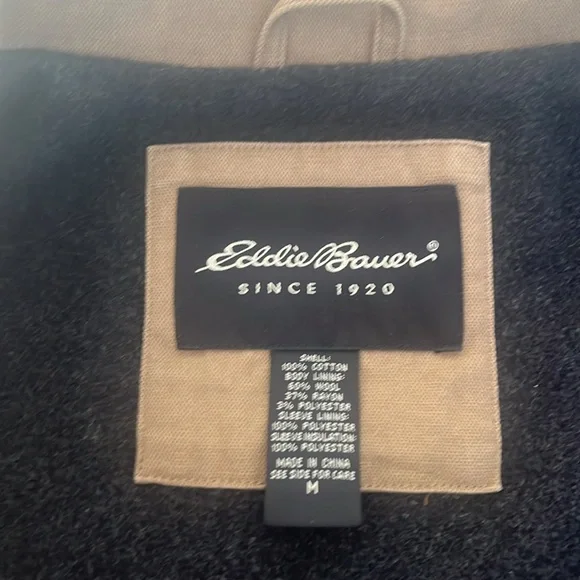 Eddie Bauer®
SINCE 1920
SHELL:
100% COTTON
BODY LINING:
60% WOOL
37% RAYON
3% POLYESTER
SLEEVE LINING:
100% POLYESTER
SLEEVE INSULATION:
100% POLYESTER
MADE IN CHINA
SEE SIDE FOR CARE
M